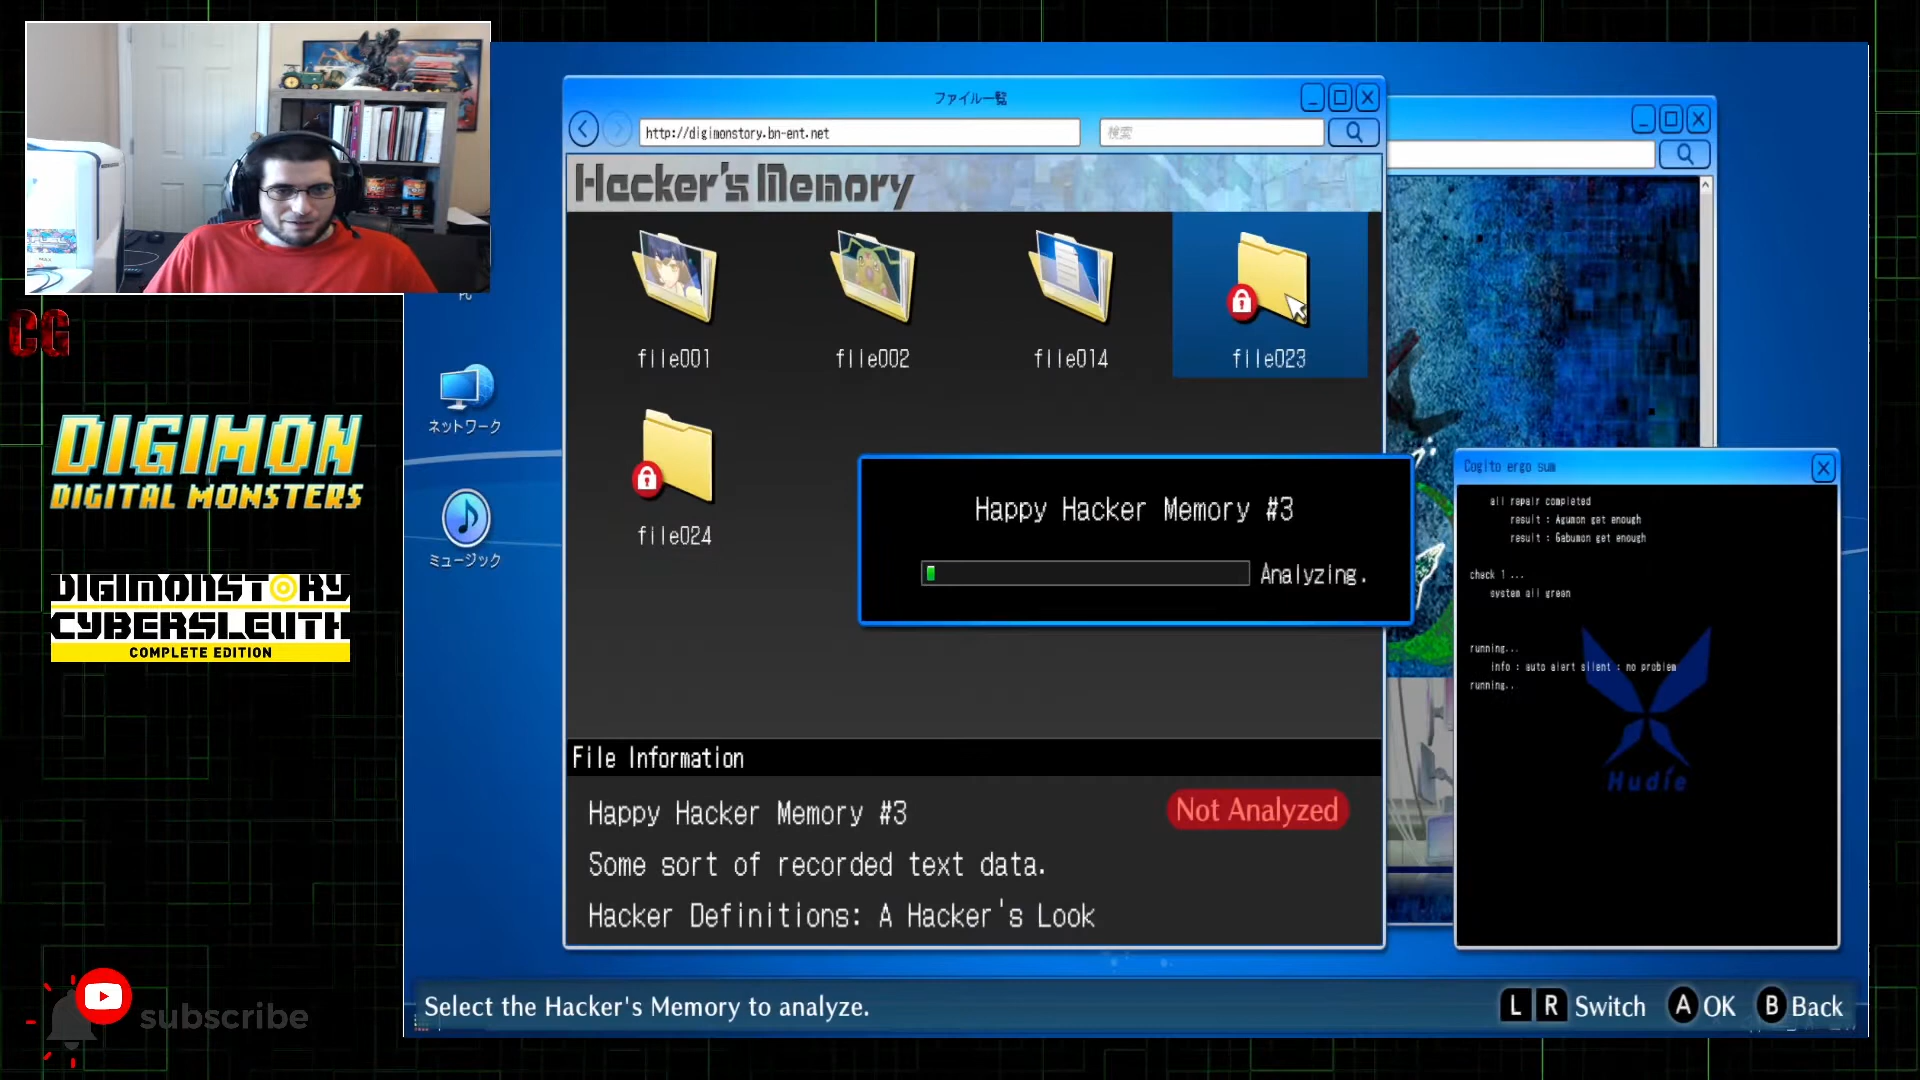 CG
DIGIMON
DIGITAL MONSTERS
DIGIMONSTORY
CYBERSLEUTH
COMPLETE EDITION
subscribe
PC
ネットワーク
ミュージック
ファイル一覧
http://digimonstory.bn-ent.net
検索
Hacker's Memory
file001
file002
file014
file023
file024
Happy Hacker Memory #3
Analyzing.
File Information
Happy Hacker Memory #3
Not Analyzed
Some sort of recorded text data.
Hacker Definitions: A Hacker's Look
Cogito ergo sum
all repair completed
result : Agumon get enough
result : Gabumon get enough
check 1 ...
system all green
running...
info : auto alert silent : no problem
running..
Hudie
Select the Hacker's Memory to analyze.
L R Switch A OK B Back